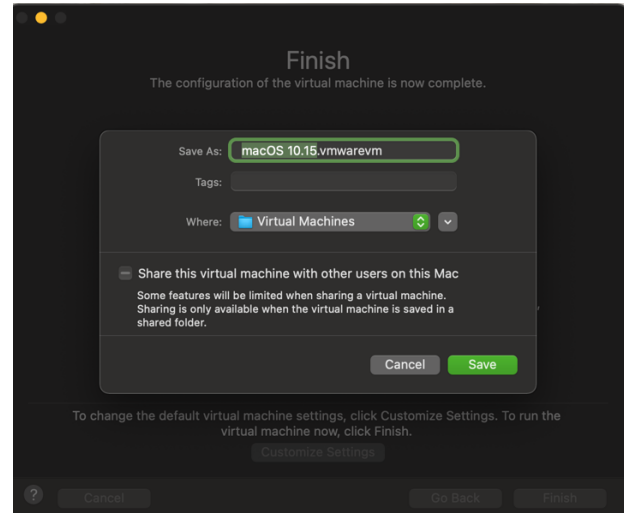 Finish
The configuration of the virtual machine is now complete.
Save As: macOS 10.15.vmwarevm
Tags:
Where: Virtual Machines
Share this virtual machine with other users on this Mac
Some features will be limited when sharing a virtual machine.
Sharing is only available when the virtual machine is saved in a
shared folder.
Cancel Save
To change the default virtual machine settings, click Customize Settings. To run the
virtual machine now, click Finish.
Customize Settings
? Cancel Go Back Finish